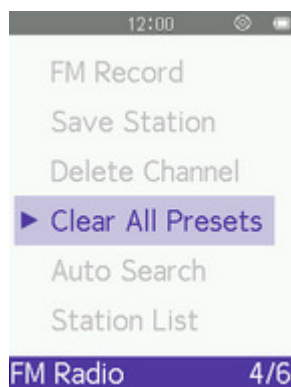 12:00
FM Record
Save Station
Delete Channel
Clear All Presets
Auto Search
Station List
FM Radio 4/6